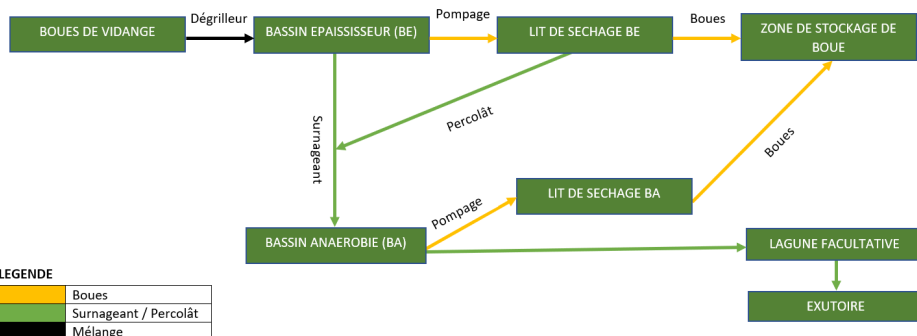 BOUES DE VIDANGE
Dégrilleur
BASSIN EPAISSISSEUR (BE)
Pompage
LIT DE SECHAGE BE
Boues
ZONE DE STOCKAGE DE
BOUE
Surnageant
Percolât
Boues
LIT DE SECHAGE BA
Pompage
BASSIN ANAEROBIE (BA)
LAGUNE FACULTATIVE
EXUTOIRE
LEGENDE
Boues
Surnageant / Percolât
Mélange